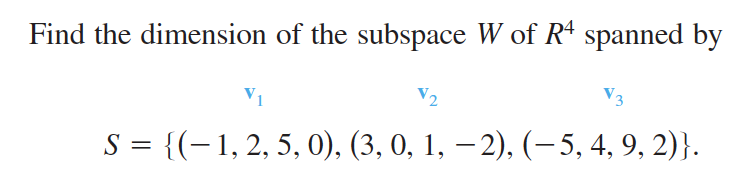 Find the dimension of the subspace W of R⁴ spanned by
v₁ v₂ v₃
S = {(−1, 2, 5, 0), (3, 0, 1, −2), (−5, 4, 9, 2)}.